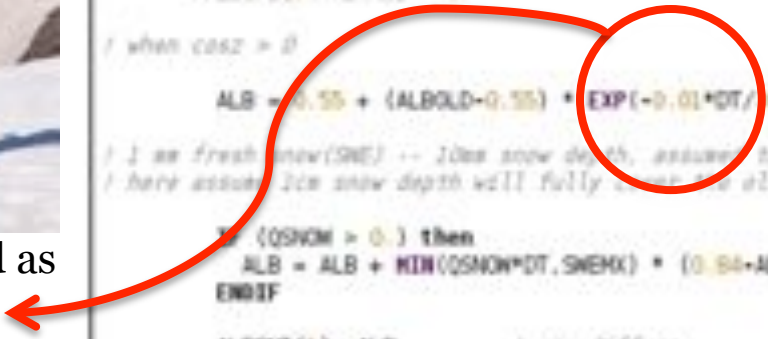 ! when cosz > 0
ALB = 0.55 + (ALBOLD-0.55) * EXP(-0.01*DT/
! 1 mm fresh snow(SWE) -- 10mm snow depth, assumed
! here assume 1cm snow depth will fully cover the
IF (QSNOW > 0.) then
d as
ALB = ALB + MIN(QSNOW*DT,SWEMX) * (0.84-A
ENDIF